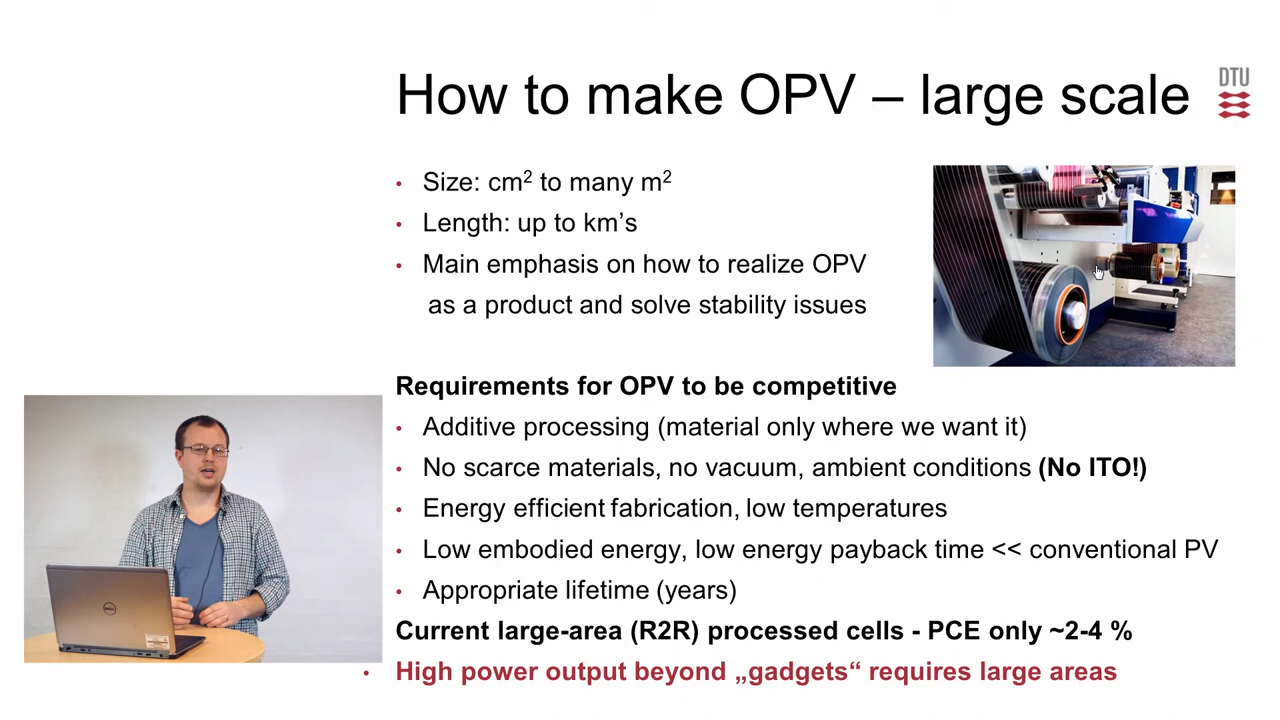 How to make OPV – large scale
DTU
• Size: cm² to many m²
• Length: up to km’s
• Main emphasis on how to realize OPV
as a product and solve stability issues
Requirements for OPV to be competitive
• Additive processing (material only where we want it)
• No scarce materials, no vacuum, ambient conditions (No ITO!)
• Energy efficient fabrication, low temperatures
• Low embodied energy, low energy payback time << conventional PV
• Appropriate lifetime (years)
Current large-area (R2R) processed cells - PCE only ~2-4 %
• High power output beyond „gadgets“ requires large areas
DELL